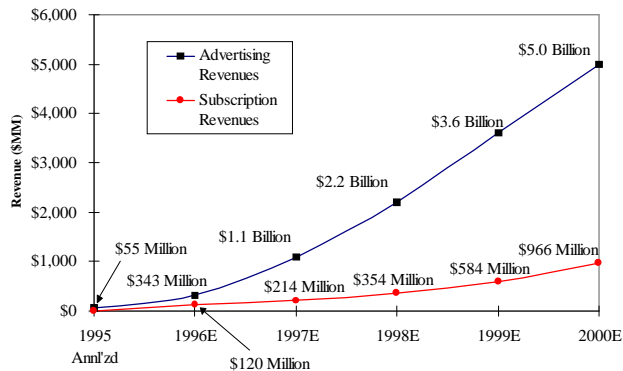 $6,000
$5,000
$4,000
$3,000
$2,000
$1,000
$0
Revenue ($MM)
Advertising
Revenues
Subscription
Revenues
$5.0 Billion
$3.6 Billion
$2.2 Billion
$1.1 Billion
$55 Million
$343 Million
$966 Million
$584 Million
$354 Million
$214 Million
$120 Million
1995
Annl'zd
1996E
1997E
1998E
1999E
2000E